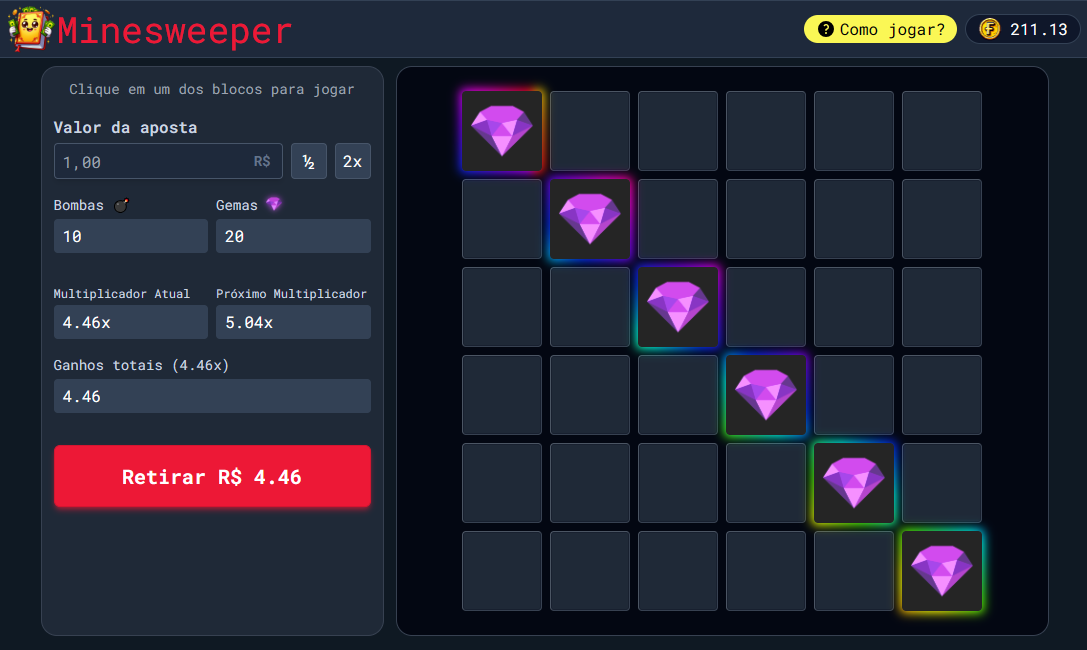 Minesweeper
? Como jogar?
211.13
Clique em um dos blocos para jogar
Valor da aposta
1,00 R$
½
2x
Bombas
Gemas
10
20
Multiplicador Atual
Próximo Multiplicador
4.46x
5.04x
Ganhos totais (4.46x)
4.46
Retirar R$ 4.46